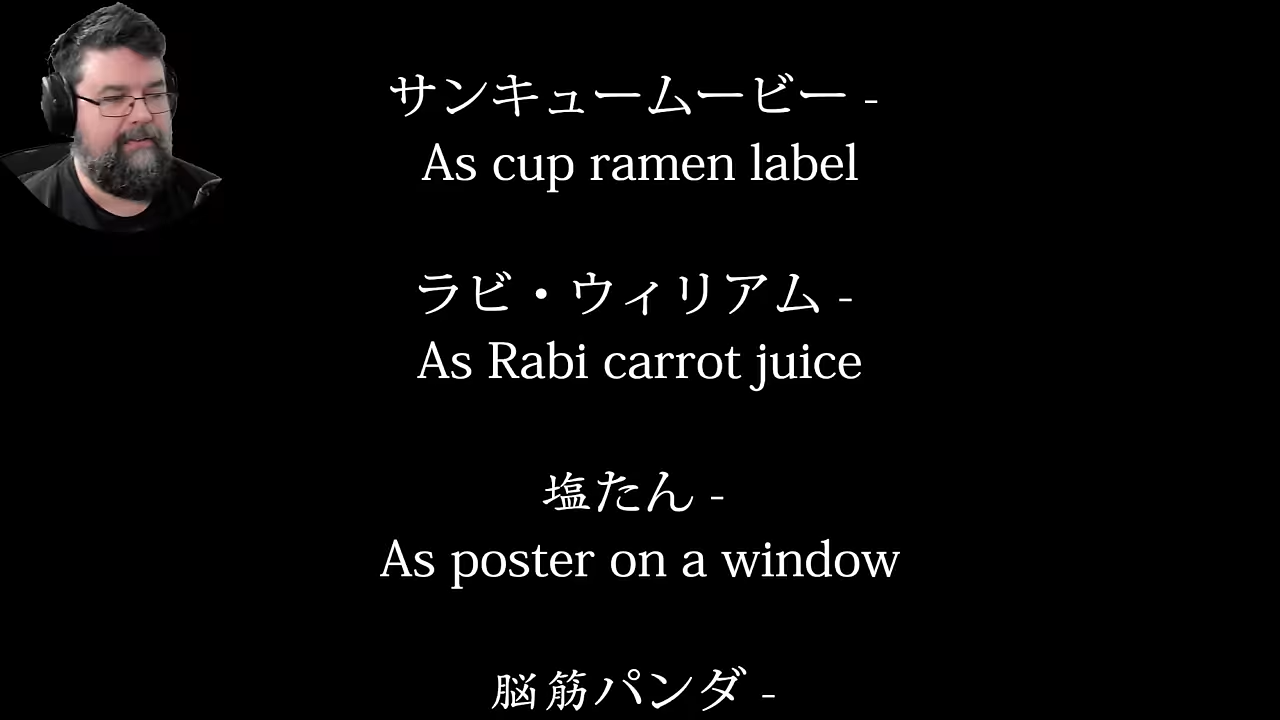 サンキュームービー -
As cup ramen label
ラビ・ウィリアム -
As Rabi carrot juice
塩たん -
As poster on a window
脳筋パンダ -